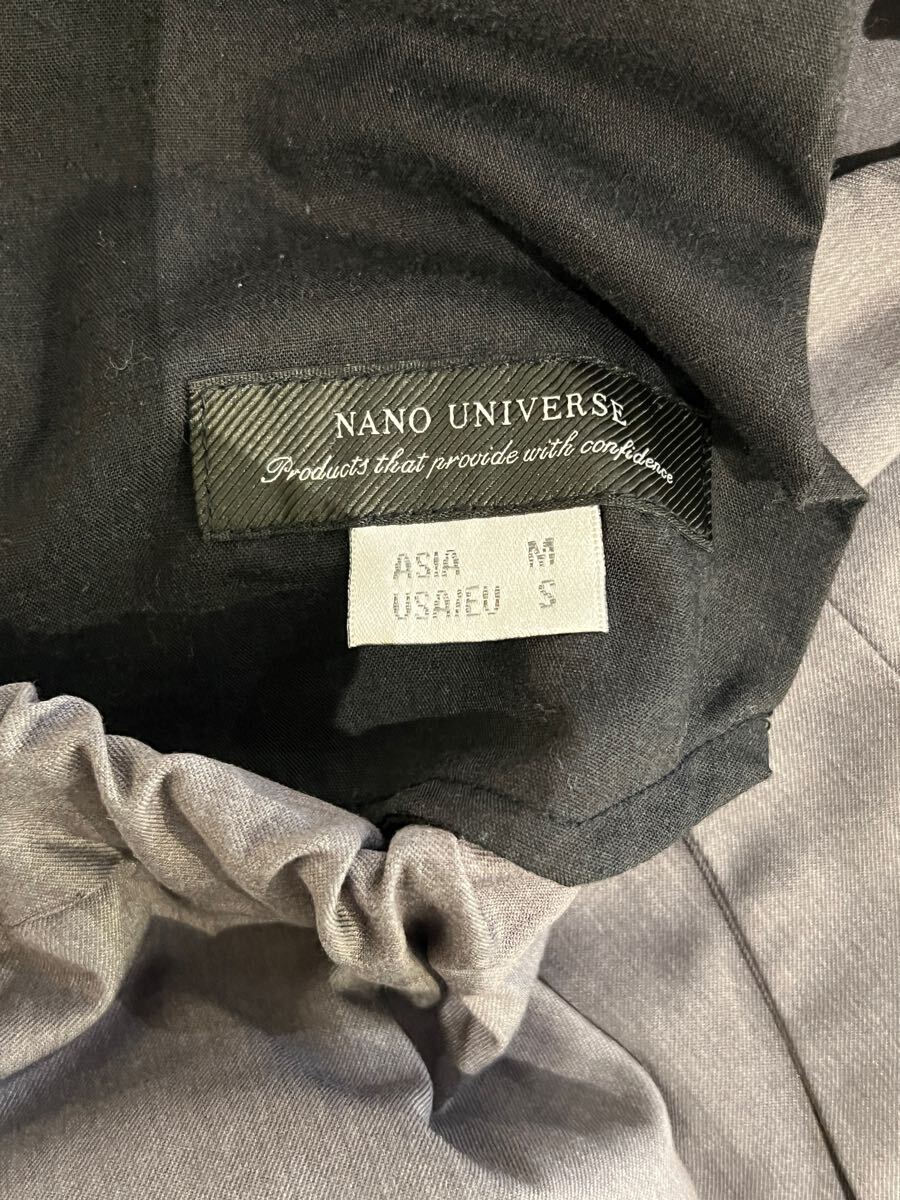 NANO UNIVERSE
Products that provide with confidence
ASIA M
USA&EU S